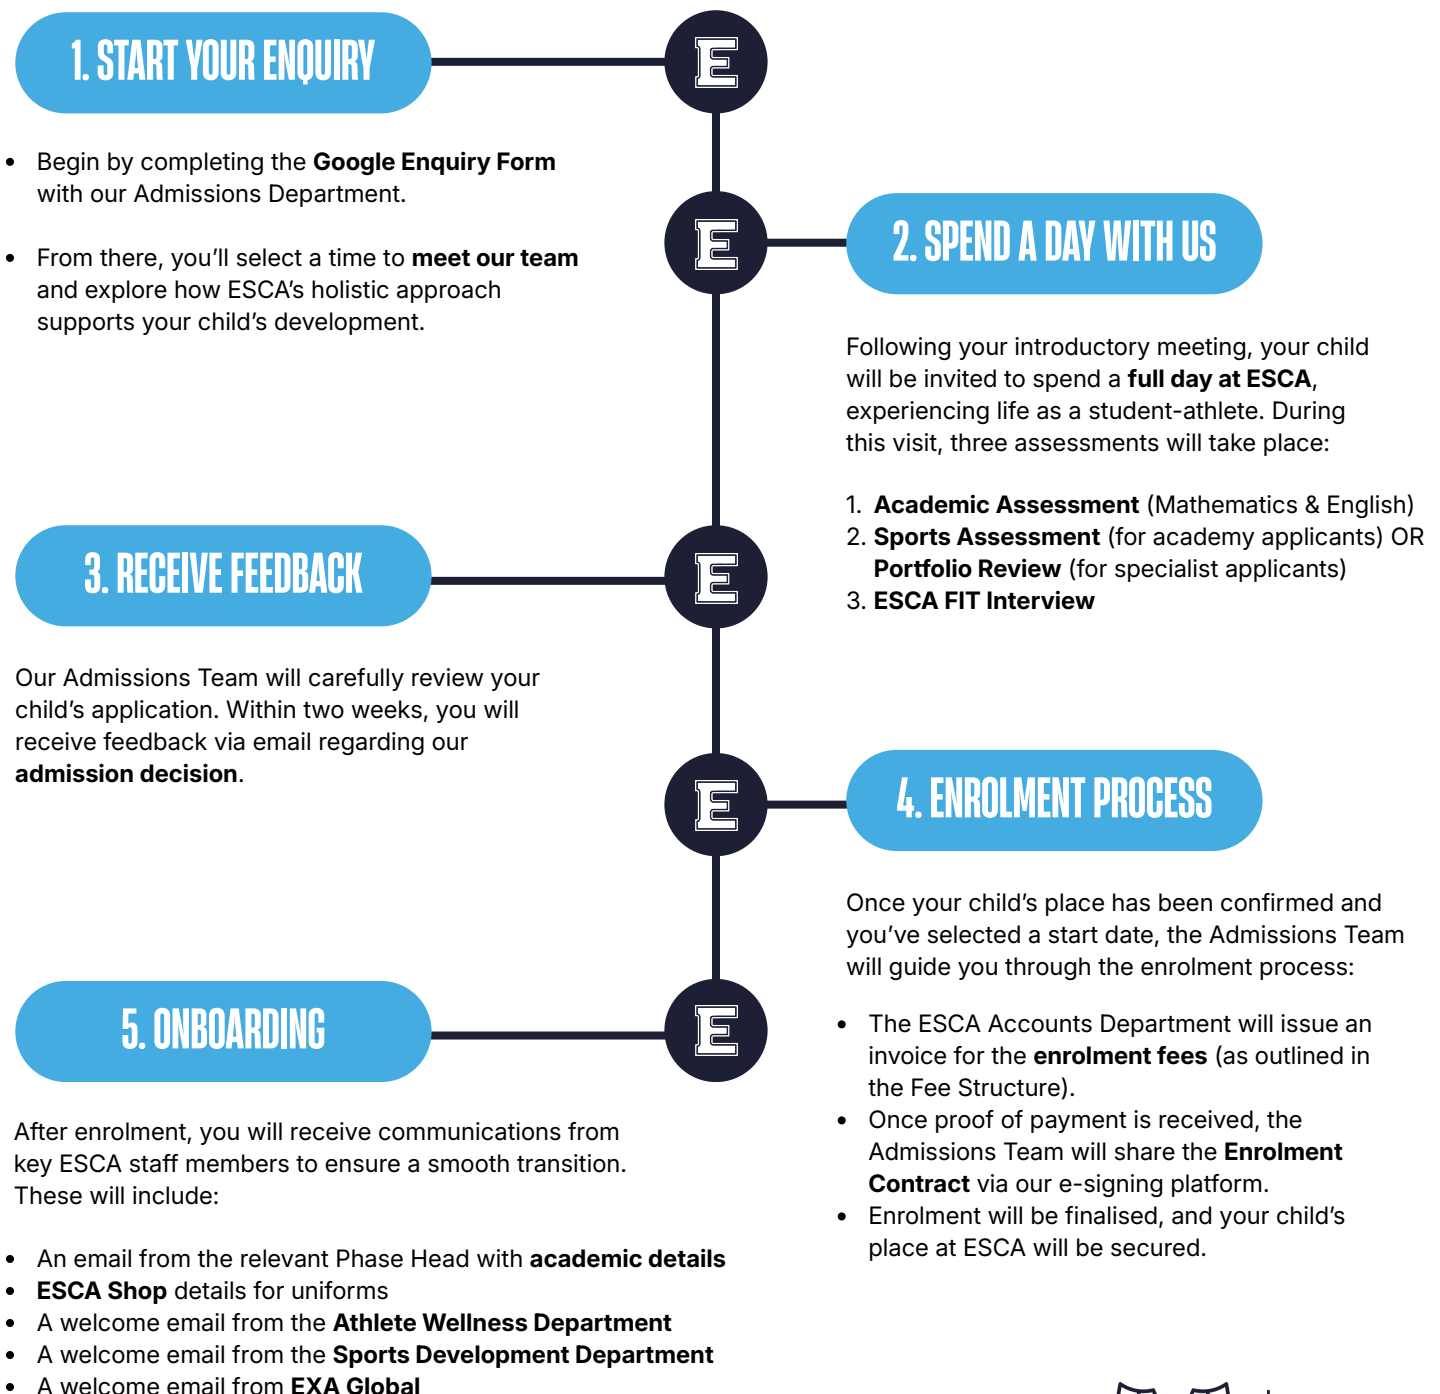 1. START YOUR ENQUIRY
E
• Begin by completing the Google Enquiry Form
with our Admissions Department.
• From there, you’ll select a time to meet our team
and explore how ESCA’s holistic approach
supports your child’s development.
E
2. SPEND A DAY WITH US
Following your introductory meeting, your child
will be invited to spend a full day at ESCA,
experiencing life as a student-athlete. During
this visit, three assessments will take place:
1. Academic Assessment (Mathematics & English)
2. Sports Assessment (for academy applicants) OR
Portfolio Review (for specialist applicants)
3. ESCA FIT Interview
3. RECEIVE FEEDBACK
E
Our Admissions Team will carefully review your
child’s application. Within two weeks, you will
receive feedback via email regarding our
admission decision.
E
4. ENROLMENT PROCESS
Once your child’s place has been confirmed and
you’ve selected a start date, the Admissions Team
will guide you through the enrolment process:
• The ESCA Accounts Department will issue an
invoice for the enrolment fees (as outlined in
the Fee Structure).
• Once proof of payment is received, the
Admissions Team will share the Enrolment
Contract via our e-signing platform.
• Enrolment will be finalised, and your child’s
place at ESCA will be secured.
5. ONBOARDING
E
After enrolment, you will receive communications from
key ESCA staff members to ensure a smooth transition.
These will include:
• An email from the relevant Phase Head with academic details
• ESCA Shop details for uniforms
• A welcome email from the Athlete Wellness Department
• A welcome email from the Sports Development Department
• A welcome email from EXA Global